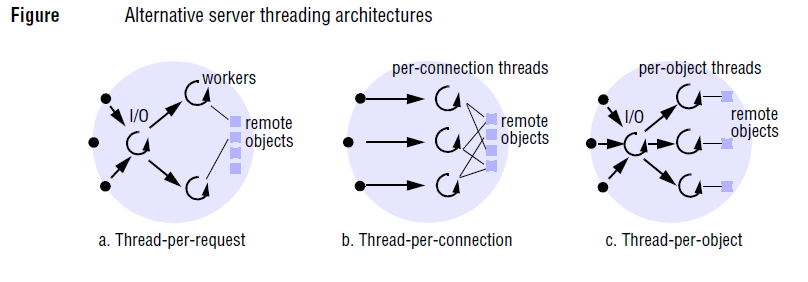 Figure Alternative server threading architectures
workers
I/O
remote
objects
a. Thread-per-request
per-connection threads
remote
objects
b. Thread-per-connection
per-object threads
I/O
remote
objects
c. Thread-per-object